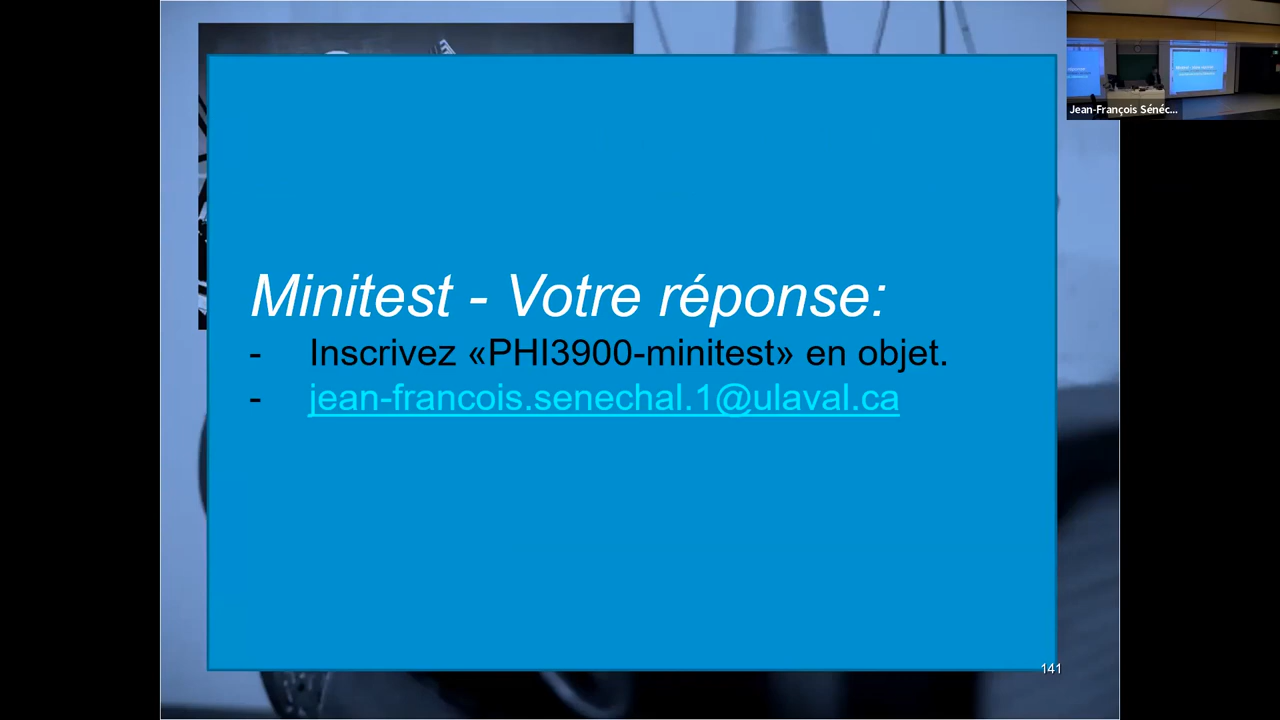 Jean-François Sénéc...
Minitest - Votre réponse:
- Inscrivez «PHI3900-minitest» en objet.
- jean-francois.senechal.1@ulaval.ca
141